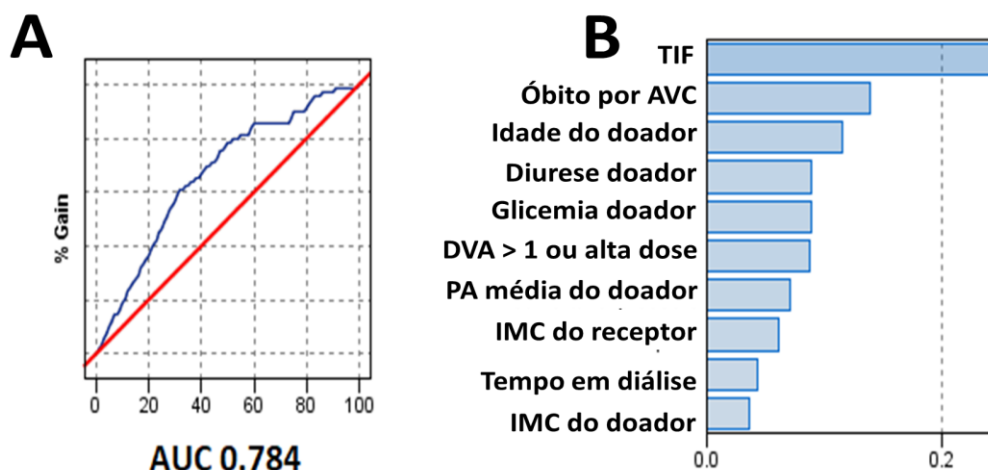 A
% Gain
0 20 40 60 80 100
AUC 0.784
B
TIF
Óbito por AVC
Idade do doador
Diurese doador
Glicemia doador
DVA > 1 ou alta dose
PA média do doador
IMC do receptor
Tempo em diálise
IMC do doador
0.0 0.2